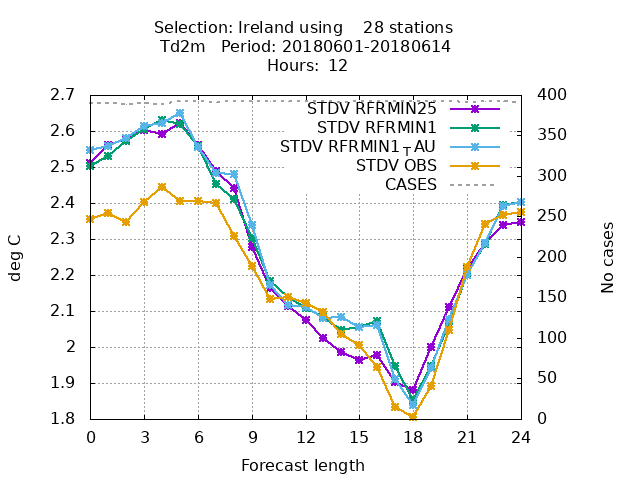 Selection: Ireland using    28 stations
Td2m   Period: 20180601-20180614
Hours:  12
2.7
2.6
2.5
2.4
2.3
2.2
2.1
2
1.9
1.8
deg C
STDV RFRMIN25
STDV RFRMIN1
STDV RFRMIN1┬AU
STDV OBS
CASES
400
350
300
250
200
150
100
50
0
No cases
0 3 6 9 12 15 18 21 24
Forecast length